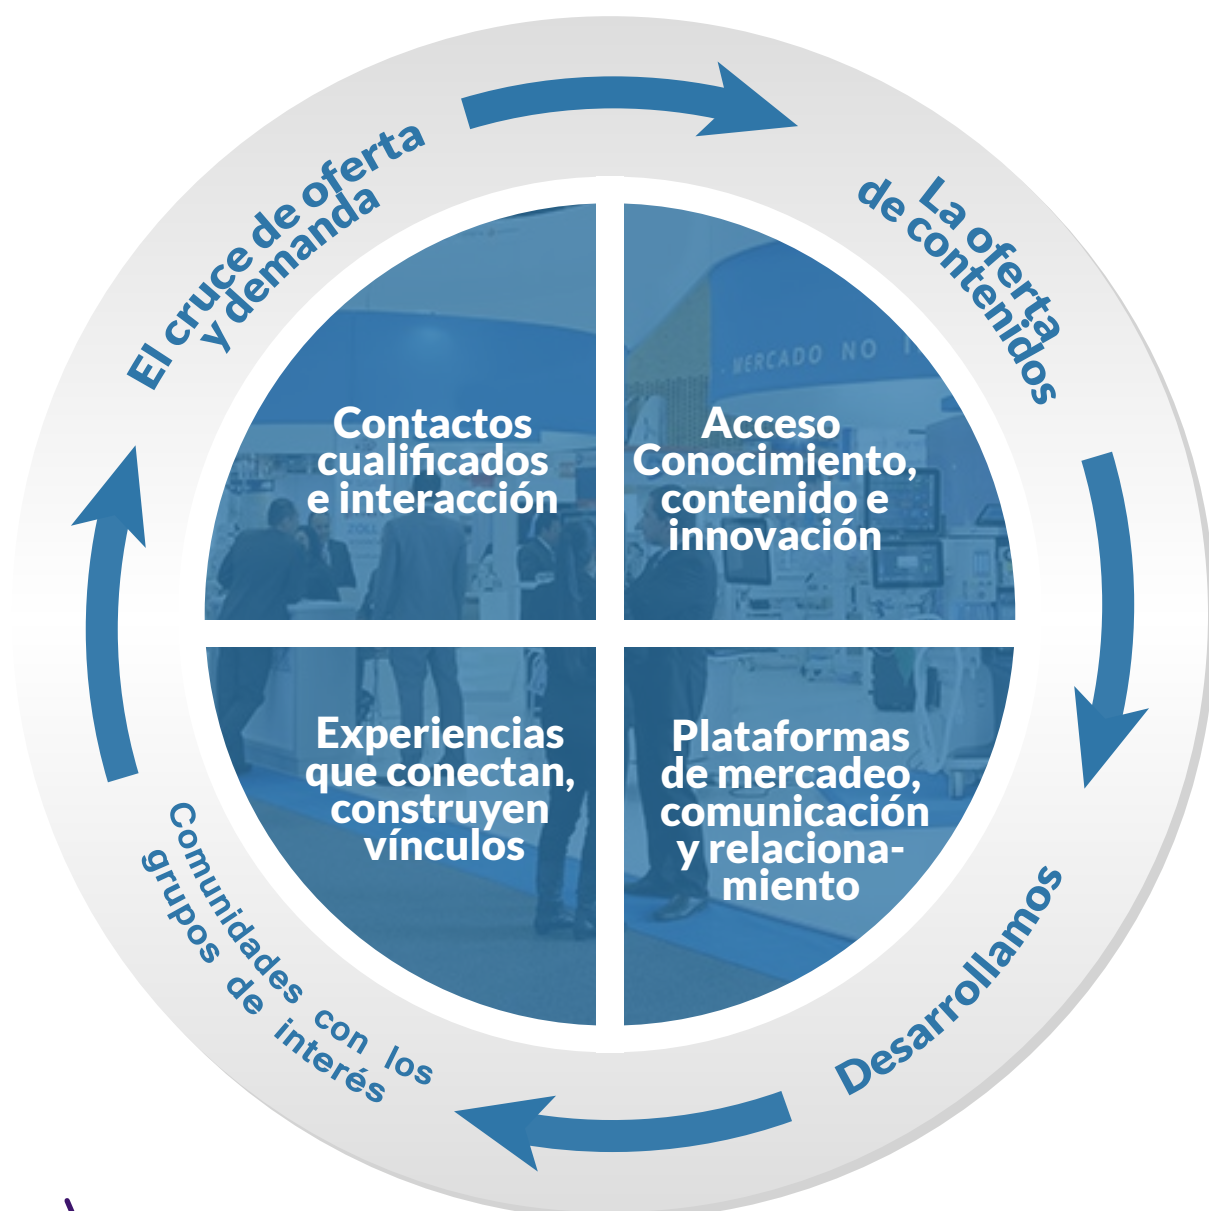 El cruce de oferta
y demanda
La oferta
de contenidos
MERCADO NO
Contactos
cualificados
e interacción
Acceso
Conocimiento,
contenido e
innovación
ZOLL
Experiencias
que conectan,
construyen
vínculos
Plataformas
de mercadeo,
comunicación
y relaciona-
miento
Desarrollamos
Comunidades con los
grupos de interés